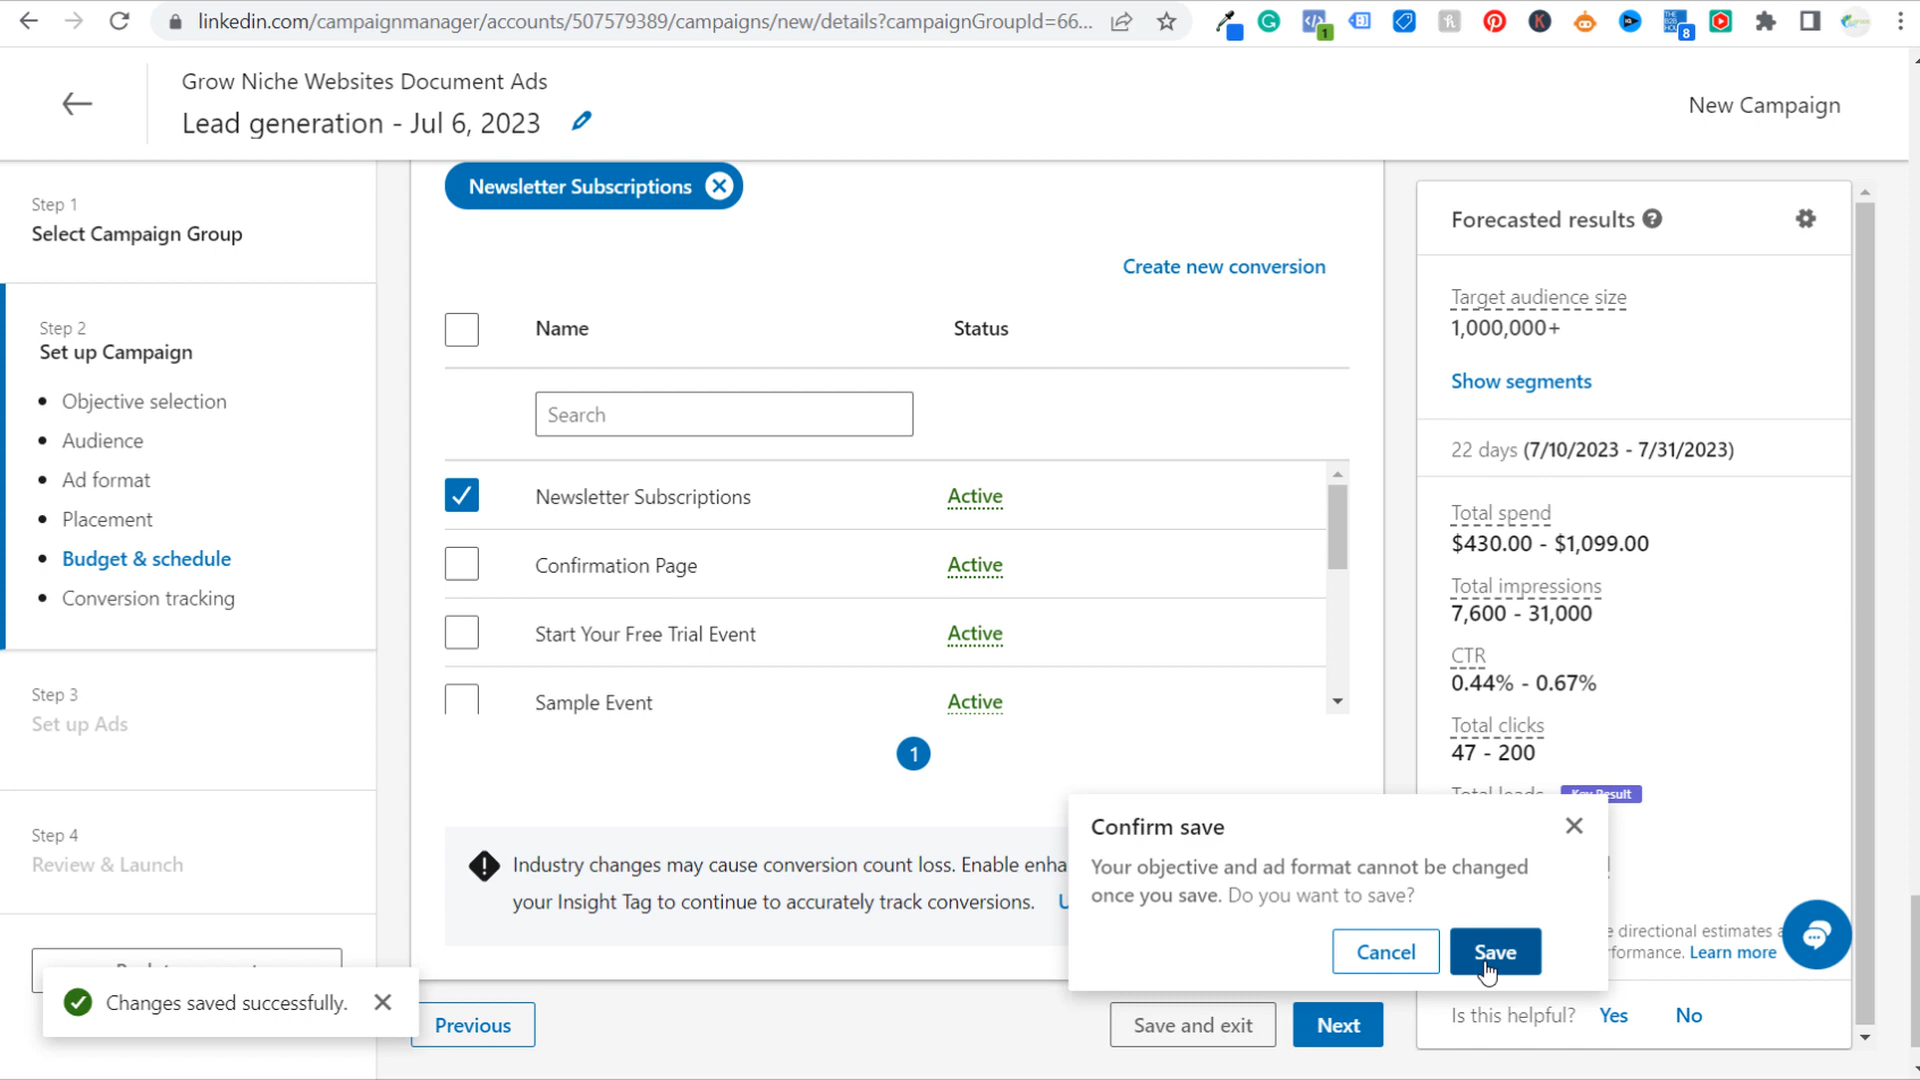 linkedin.com/campaignmanager/accounts/507579389/campaigns/new/details?campaignGroupId=66...
1
THE B2B HOU
8
Grow Niche Websites Document Ads
Lead generation - Jul 6, 2023
New Campaign
Step 1
Select Campaign Group
Step 2
Set up Campaign
Objective selection
Audience
Ad format
Placement
Budget & schedule
Conversion tracking
Step 3
Set up Ads
Step 4
Review & Launch
Changes saved successfully.
Newsletter Subscriptions
Create new conversion
Name Status
Search
Newsletter Subscriptions Active
Confirmation Page Active
Start Your Free Trial Event Active
Sample Event Active
1
Industry changes may cause conversion count loss. Enable enha
your Insight Tag to continue to accurately track conversions.
Previous
Save and exit
Next
Confirm save
Your objective and ad format cannot be changed
once you save. Do you want to save?
Cancel
Save
Forecasted results
Target audience size
1,000,000+
Show segments
22 days (7/10/2023 - 7/31/2023)
Total spend
$430.00 - $1,099.00
Total impressions
7,600 - 31,000
CTR
0.44% - 0.67%
Total clicks
47 - 200
Total leads Key Result
directional estimates a
formance. Learn more
Is this helpful? Yes No